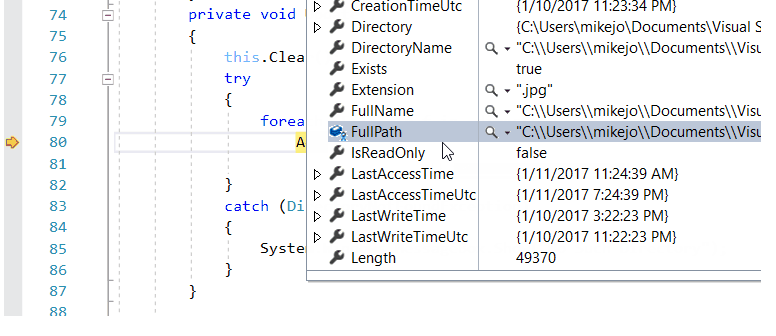 CreationTimeUtc {1/10/2017 11:23:34 PM}
74 private void
Directory {C:\Users\mikejo\Documents\Visual S
75 {
DirectoryName "C:\\Users\\mikejo\\Documents\\Visu
76 this.Clea
Exists true
77 try
Extension ".jpg"
78 {
FullName "C:\\Users\\mikejo\\Documents\\Visu
79 forea
FullPath "C:\\Users\\mikejo\\Documents\\Visu
80 A
IsReadOnly false
81
LastAccessTime {1/11/2017 11:24:39 AM}
82 }
LastAccessTimeUtc {1/11/2017 7:24:39 PM}
83 catch (Di
LastWriteTime {1/10/2017 3:22:23 PM}
84 {
LastWriteTimeUtc {1/10/2017 11:22:23 PM}
85 System
Length 49370
86 }
87 }
88